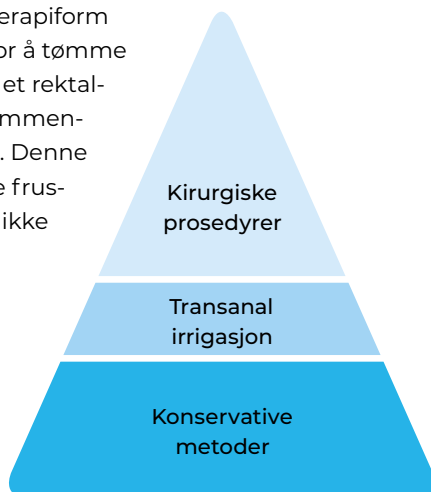 erapiform
or å tømme
et rektal-
mmen-
. Denne
e frus-
ikke
Kirurgiske
prosedyrer
Transanal
irrigasjon
Konservative
metoder